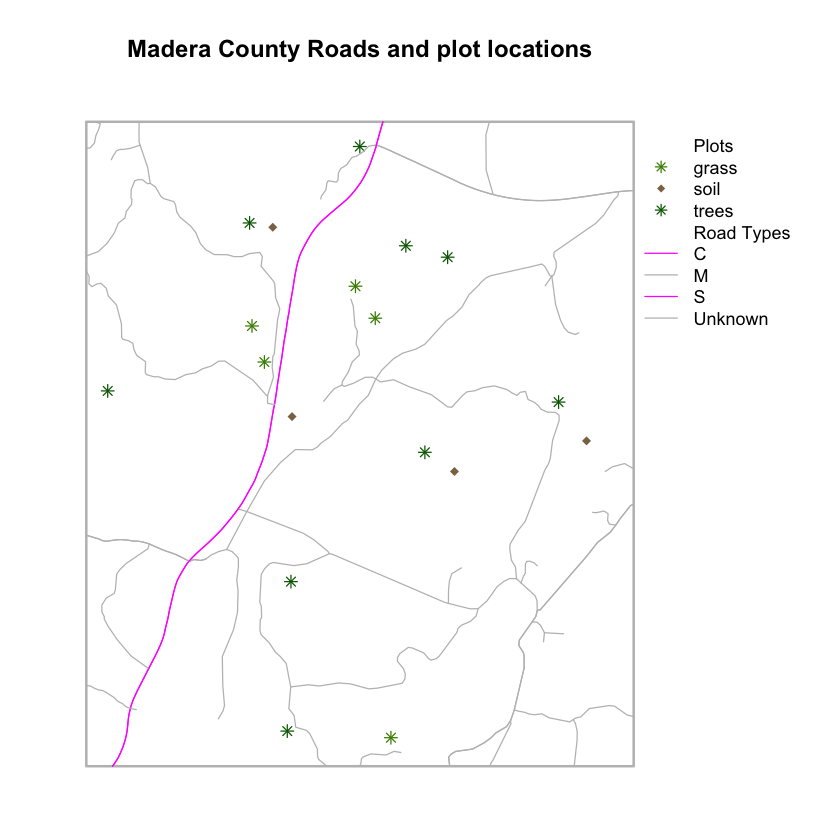 Madera County Roads and plot locations
Plots
grass
soil
trees
Road Types
C
M
S
Unknown